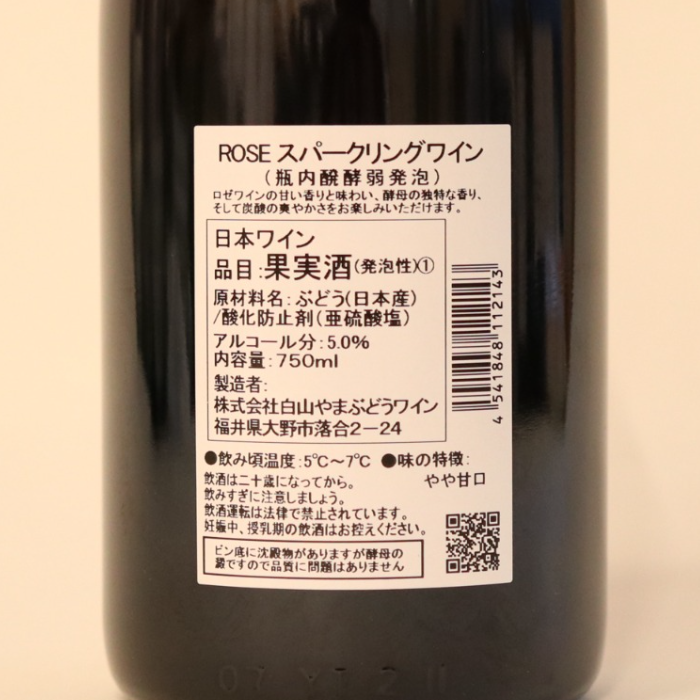 ROSE スパークリングワイン
(瓶内醗酵弱発泡)
ロゼワインの甘い香りと味わい、酵母の独特な香り、
そして炭酸の爽やかさをお楽しみいただけます。
日本ワイン
品目:果実酒(発泡性)①
原材料名:ぶどう(日本産)
/酸化防止剤(亜硫酸塩)
アルコール分:5.0%
内容量:750ml
製造者:
株式会社白山やまぶどうワイン
福井県大野市落合2-24
4 541848 112143
●飲み頃温度:5℃~7℃ ●味の特徴:
やや甘口
飲酒は二十歳になってから。
飲みすぎに注意しましょう。
飲酒運転は法律で禁止されています。
妊娠中、授乳期の飲酒はお控えください。
ビン底に沈殿物がありますが酵母の
澱ですので品質に問題はありません